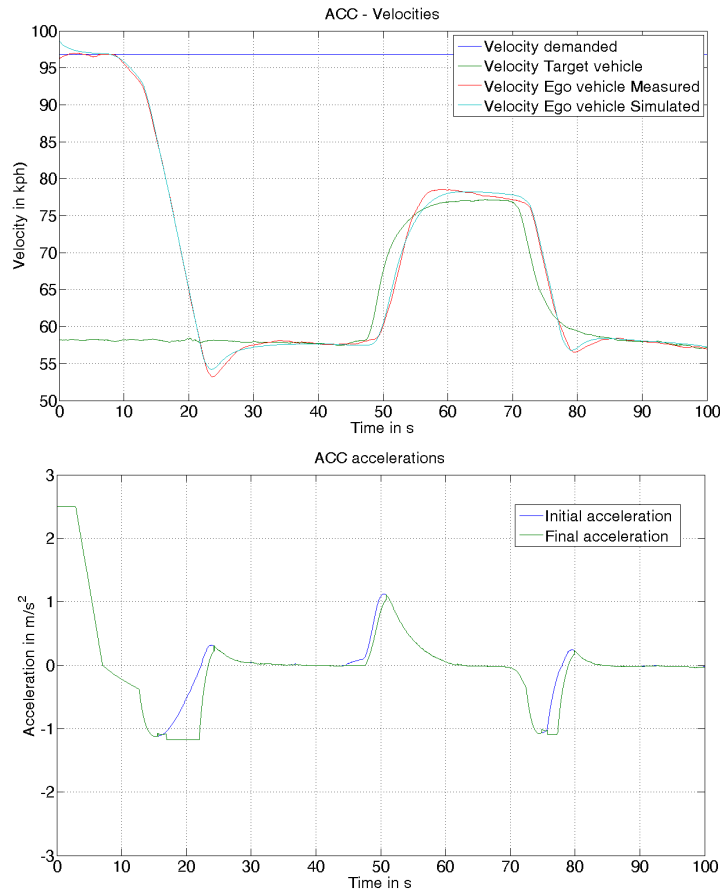 ACC - Velocities
100
95
90
85
80
75
70
65
60
55
50
Velocity in kph)
Velocity demanded
Velocity Target vehicle
Velocity Ego vehicle Measured
Velocity Ego vehicle Simulated
0 10 20 30 40 50 60 70 80 90 100
Time in s
ACC accelerations
3
2
1
0
-1
-2
-3
Acceleration in m/s²
Initial acceleration
Final acceleration
0 10 20 30 40 50 60 70 80 90 100
Time in s